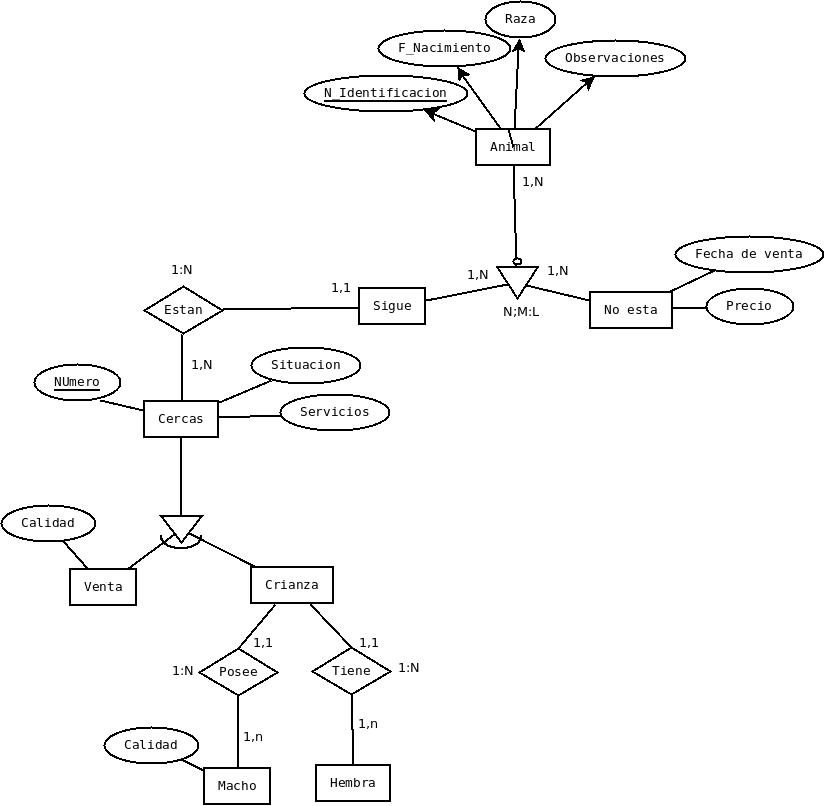 Raza
F_Nacimiento
Observaciones
N_Identificacion
Animal
1,N
Fecha de venta
1:N
1,N
1,N
1,1
Estan
Sigue
No esta
Precio
N;M:L
1,N
Situacion
NUmero
Cercas
Servicios
Calidad
Venta
Crianza
1,1
1,1
1:N
Posee
Tiene
1:N
1,n
1,n
Calidad
Macho
Hembra